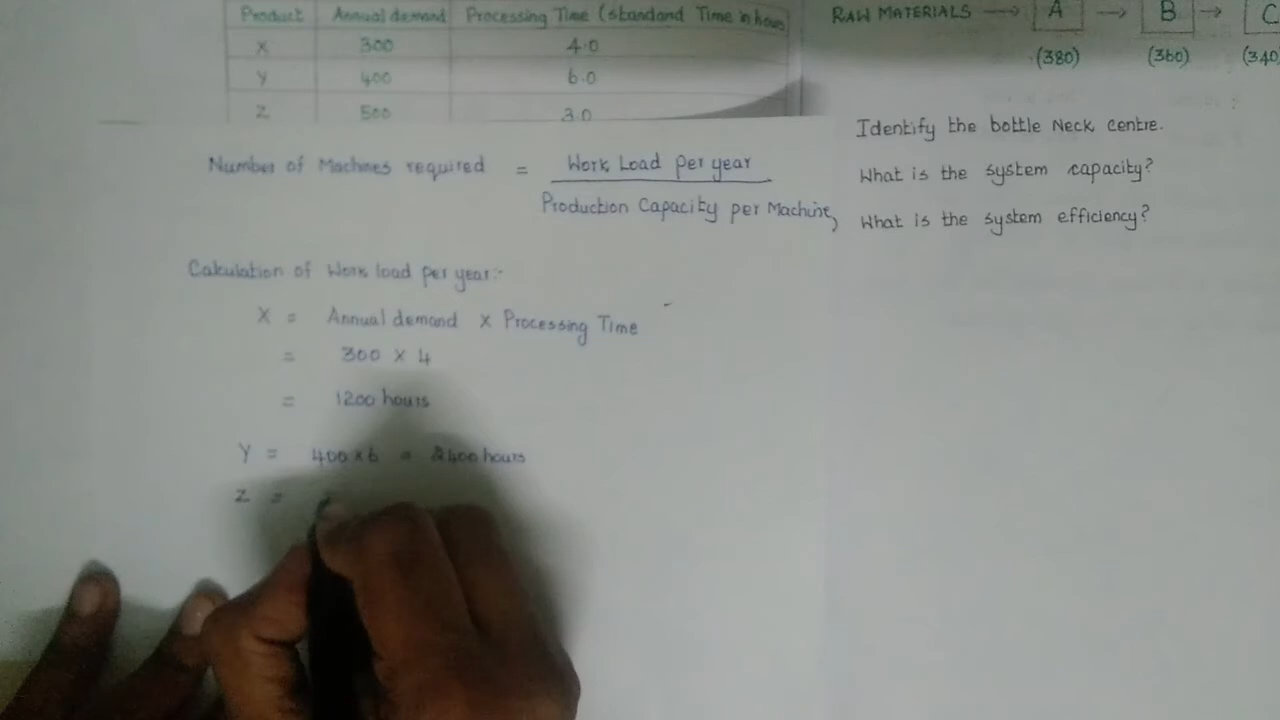 Product Annual demand Processing Time (Standard Time in hours
X 300 4.0
Y 400 6.0
Z 500 3.0
Number of Machines required = Work Load per year
Production Capacity per Machine,
Calculation of Work load per year:-
X = Annual demand X Processing Time
= 300 X 4
= 1200 hours
Y = 400 x 6 = 2400 hours
Z =
RAW MATERIALS → A → B → C
(380) (360) (340
Identify the bottle Neck centre.
What is the system capacity?
What is the system efficiency?